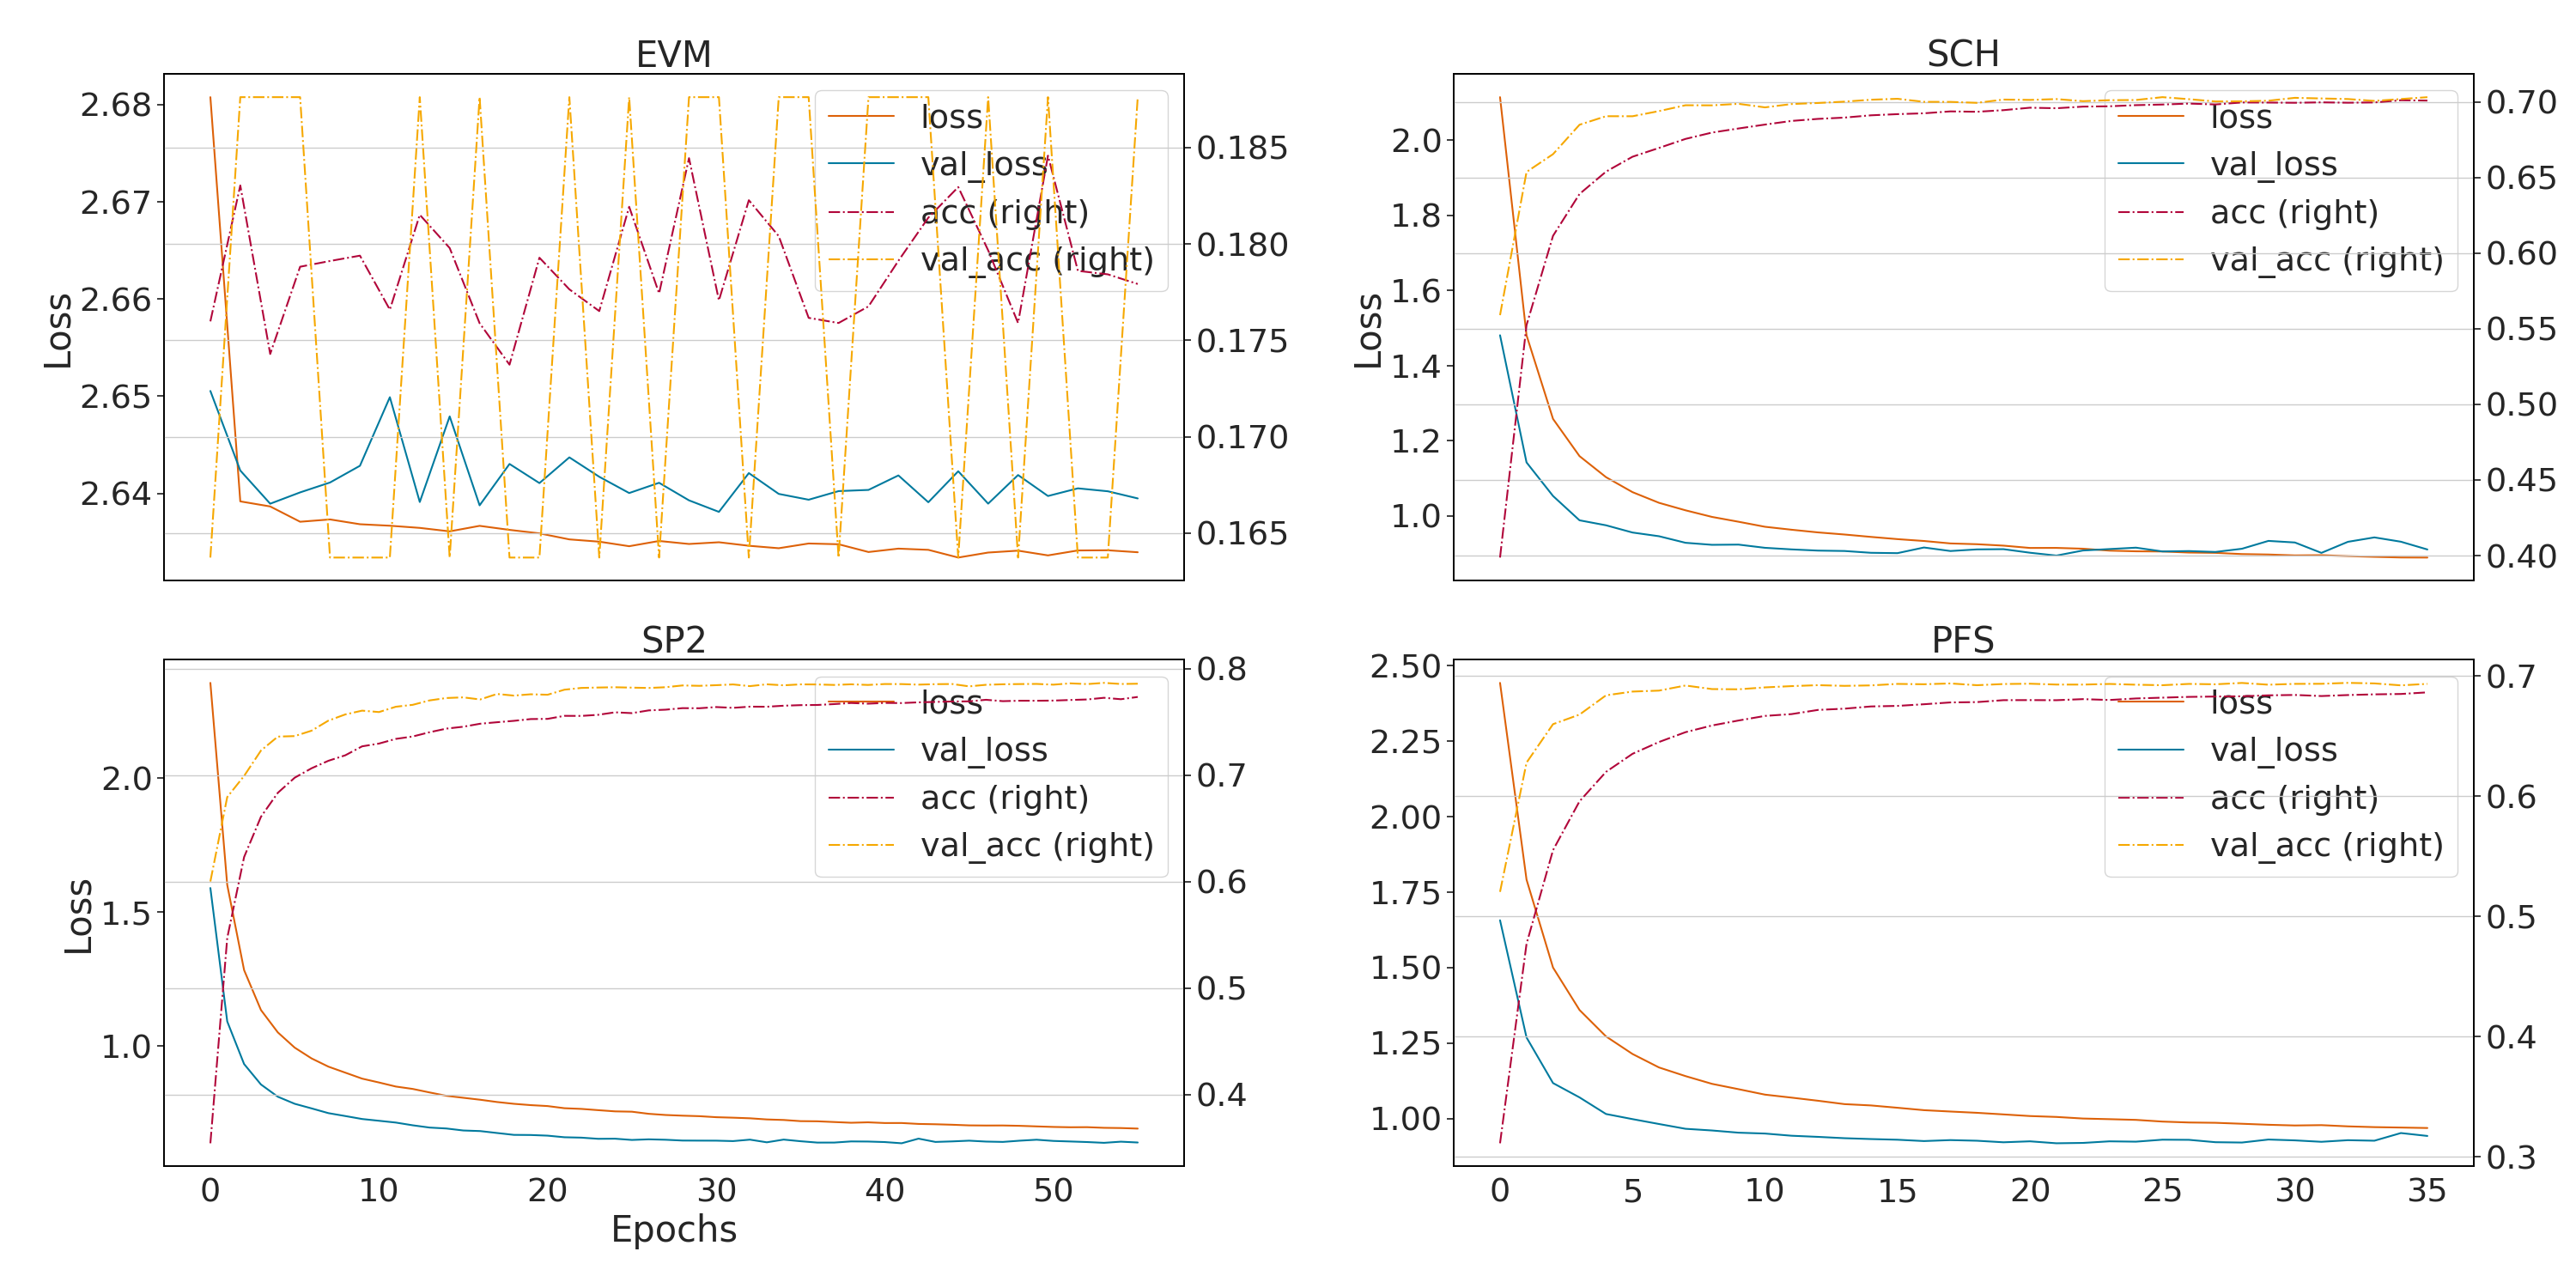 EVM
2.68
2.67
2.66
2.65
2.64
Loss
loss
val_loss
acc (right)
val_acc (right)
0.185
0.180
0.175
0.170
0.165
SCH
2.0
1.8
1.6
1.4
1.2
1.0
Loss
loss
val_loss
acc (right)
val_acc (right)
0.70
0.65
0.60
0.55
0.50
0.45
0.40
SP2
2.0
1.5
1.0
Loss
loss
val_loss
acc (right)
val_acc (right)
0.8
0.7
0.6
0.5
0.4
0 10 20 30 40 50
Epochs
PFS
2.50
2.25
2.00
1.75
1.50
1.25
1.00
loss
val_loss
acc (right)
val_acc (right)
0.7
0.6
0.5
0.4
0.3
0 5 10 15 20 25 30 35